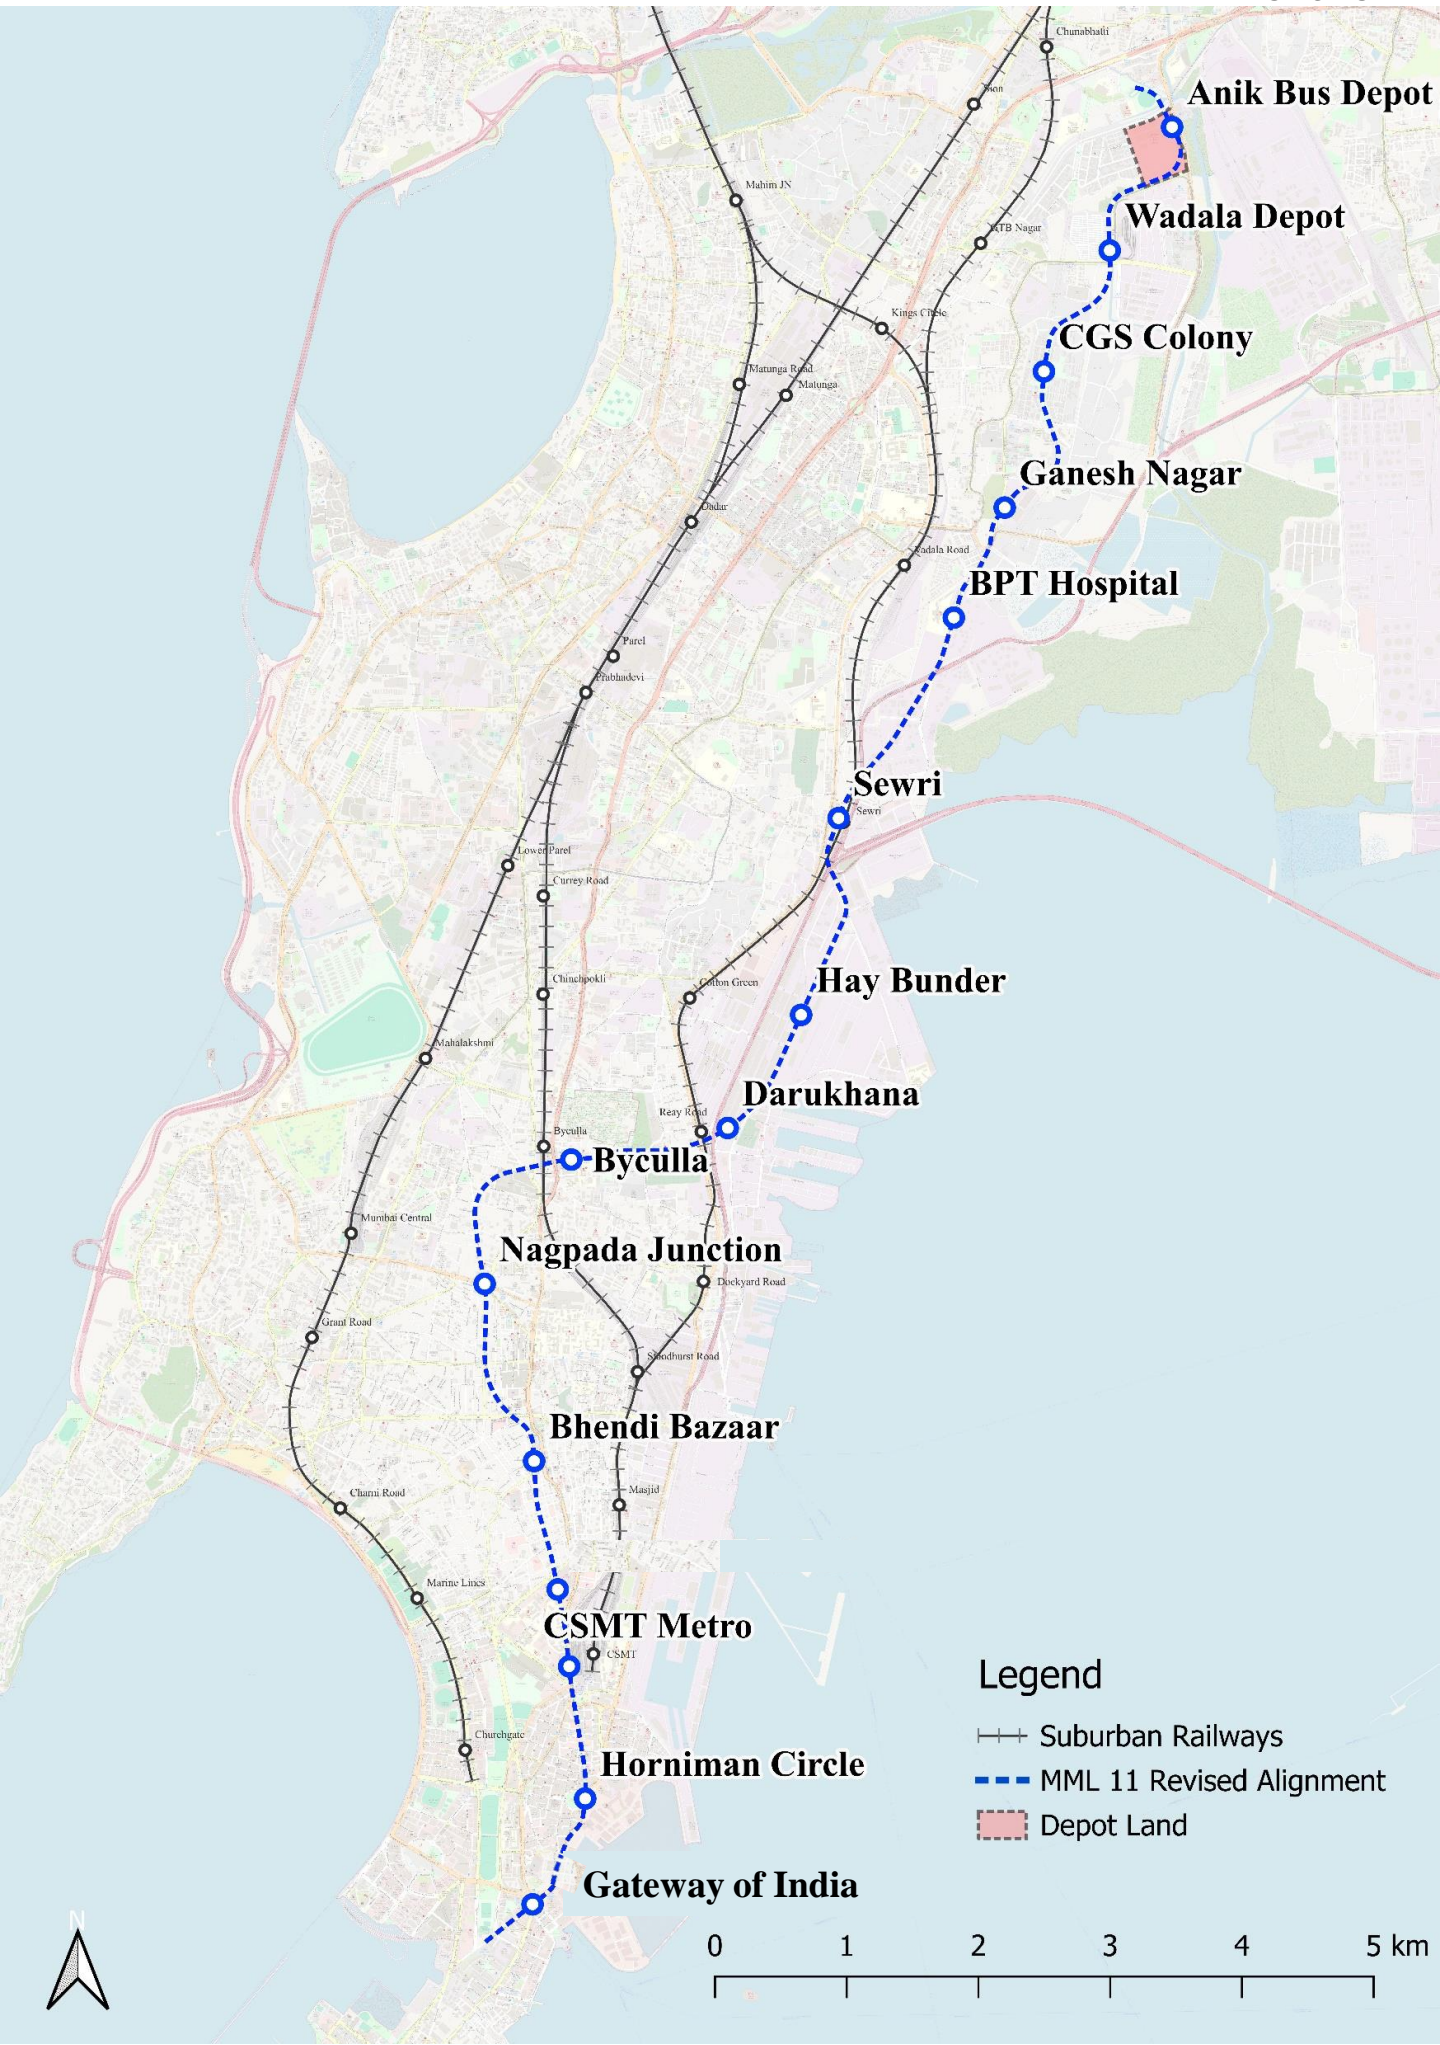 Chunabhatti
Anik Bus Depot
Sion
Mahim JN
Wadala Depot
GTB Nagar
Kings Circle
CGS Colony
Matunga Road
Matunga
Ganesh Nagar
Dadar
Vadala Road
BPT Hospital
Parel
Prabhadevi
Sewri
Sewri
Lower Parel
Currey Road
Chinchpokli
Cotton Green
Hay Bunder
Mahalakshmi
Darukhana
Reay Road
Byculla
Byculla
Mumbai Central
Nagpada Junction
Dockyard Road
Grant Road
Sandhurst Road
Bhendi Bazaar
Masjid
Charni Road
Marine Lines
CSMT Metro
CSMT
Legend
Churchgate
Suburban Railways
Horniman Circle
MML 11 Revised Alignment
Depot Land
Gateway of India
N
0 1 2 3 4 5 km